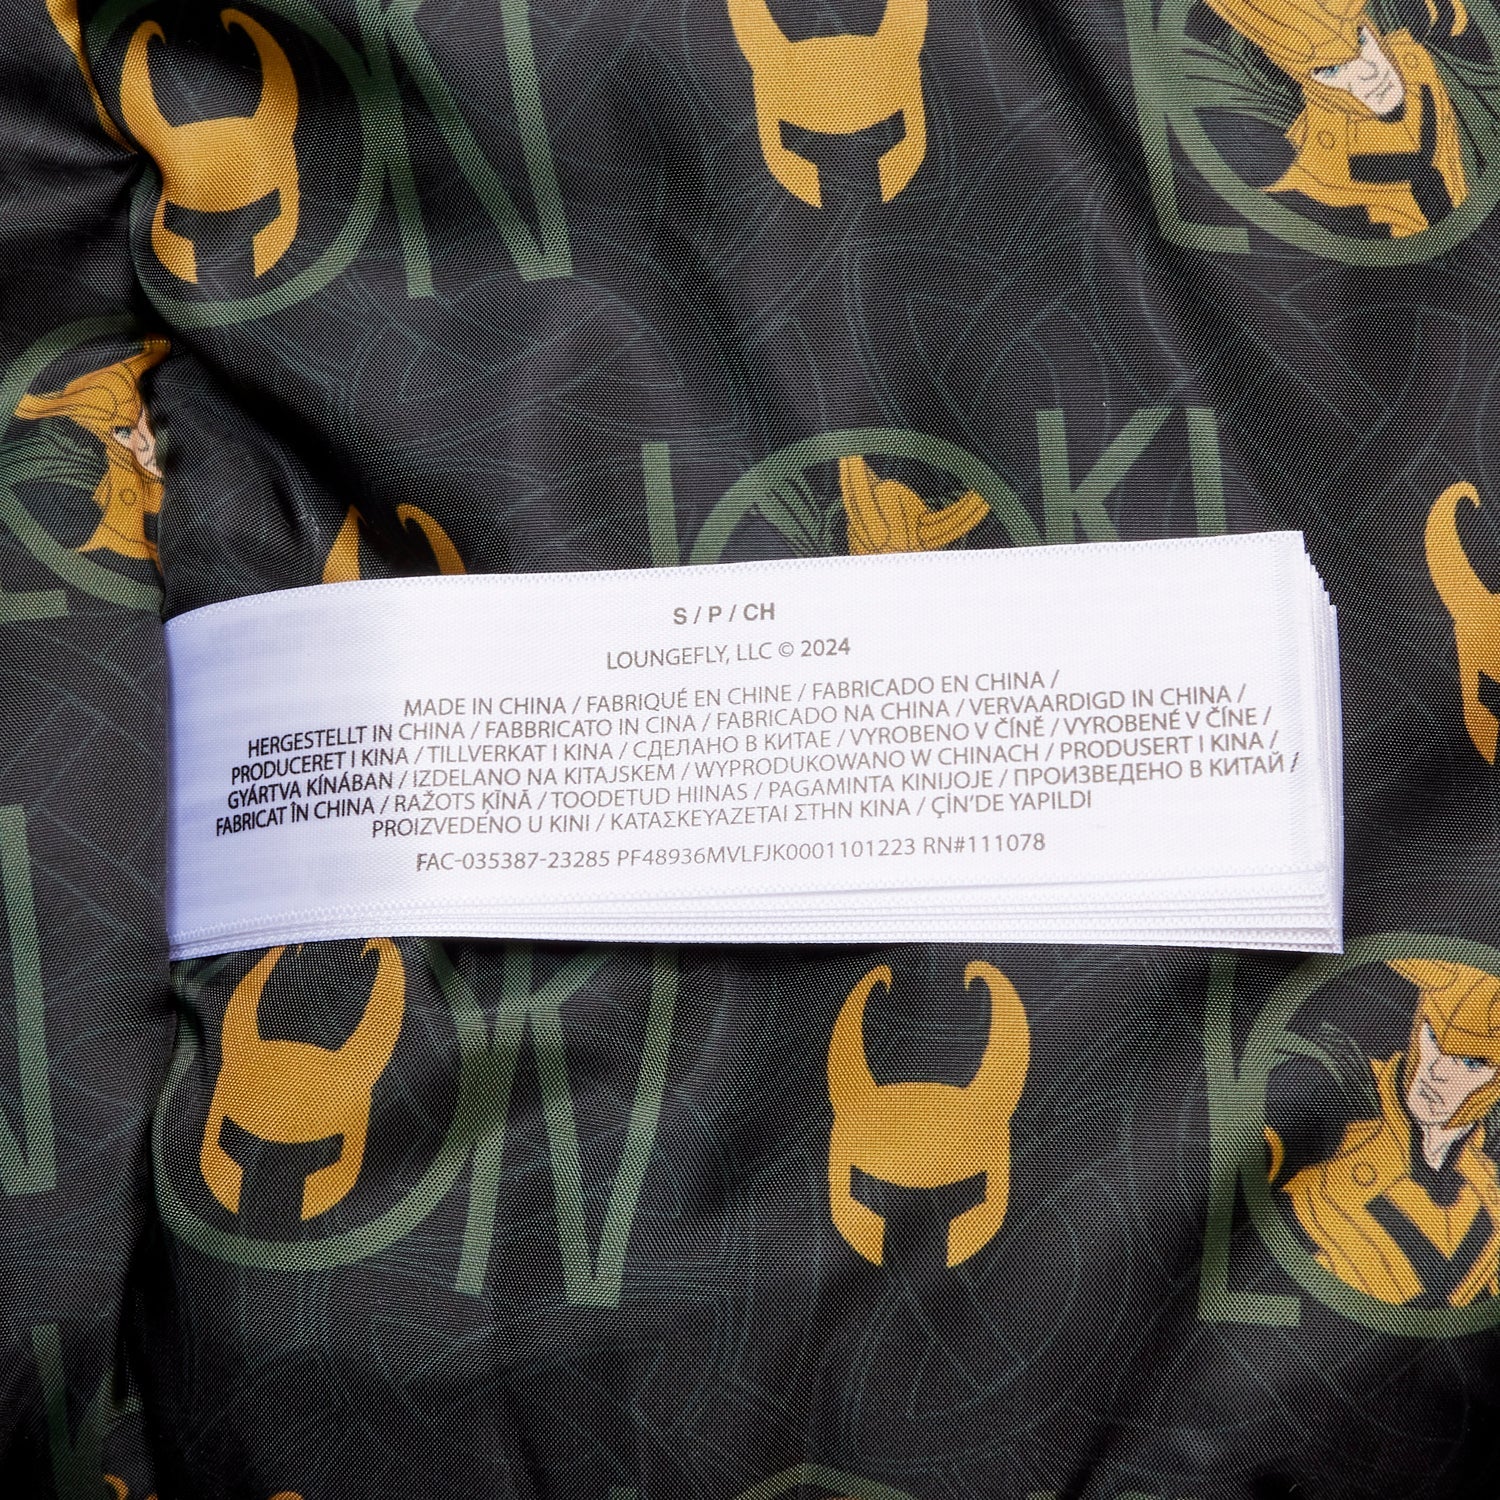 LOKI
LOKI
LOKI
S / P / CH
LOUNGEFLY, LLC © 2024
MADE IN CHINA / FABRIQUÉ EN CHINE / FABRICADO EN CHINA /
HERGESTELLT IN CHINA / FABBRICATO IN CINA / FABRICADO NA CHINA / VERVAARDIGD IN CHINA /
PRODUCERET I KINA / TILLVERKAT I KINA / СДЕЛАНО В КИТАЕ / VYROBENO V ČÍNĚ / VYROBENÉ V ČÍNE /
GYÁRTVA KÍNÁBAN / IZDELANO NA KITAJSKEM / WYPRODUKOWANO W CHINACH / PRODUSERT I KINA /
FABRICAT ÎN CHINA / RAŽOTS ĶĪNĀ / TOODETUD HIINAS / PAGAMINTA KINIJOJE / ПРОИЗВЕДЕНО В КИТАЙ /
PROIZVEDENO U KINI / ΚΑΤΑΣΚΕΥΑΖΕΤΑΙ ΣΤΗΝ ΚΙΝΑ / ÇİN'DE YAPILDI
FAC-035387-23285 PF48936MVLFJK0001101223 RN#111078